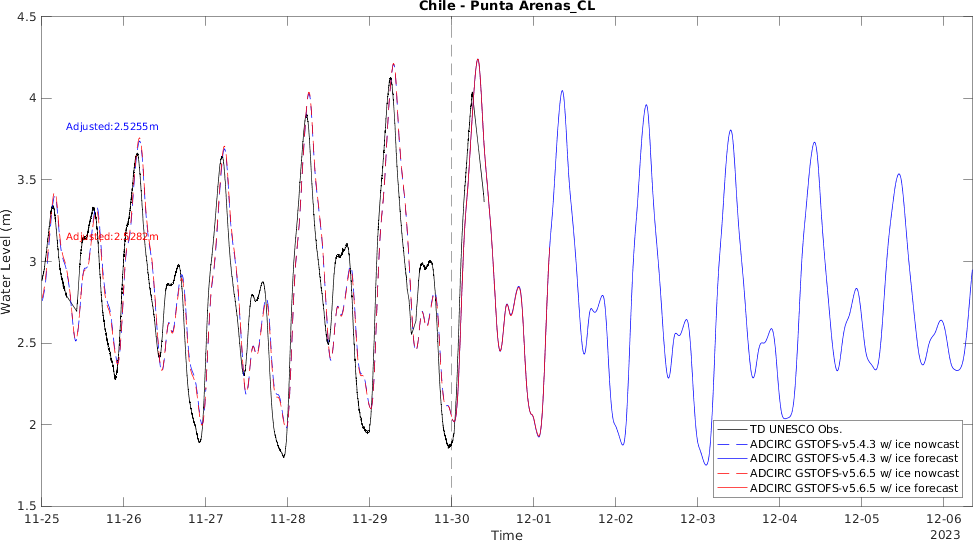 Chile - Punta Arenas_CL
4.5
4
3.5
3
2.5
2
1.5
Water Level (m)
Adjusted:2.5255m
Adjusted:2.5282m
11-25 11-26 11-27 11-28 11-29 11-30 12-01 12-02 12-03 12-04 12-05 12-06
2023
Time
TD UNESCO Obs.
ADCIRC GSTOFS-v5.4.3 w/ ice nowcast
ADCIRC GSTOFS-v5.4.3 w/ ice forecast
ADCIRC GSTOFS-v5.6.5 w/ ice nowcast
ADCIRC GSTOFS-v5.6.5 w/ ice forecast